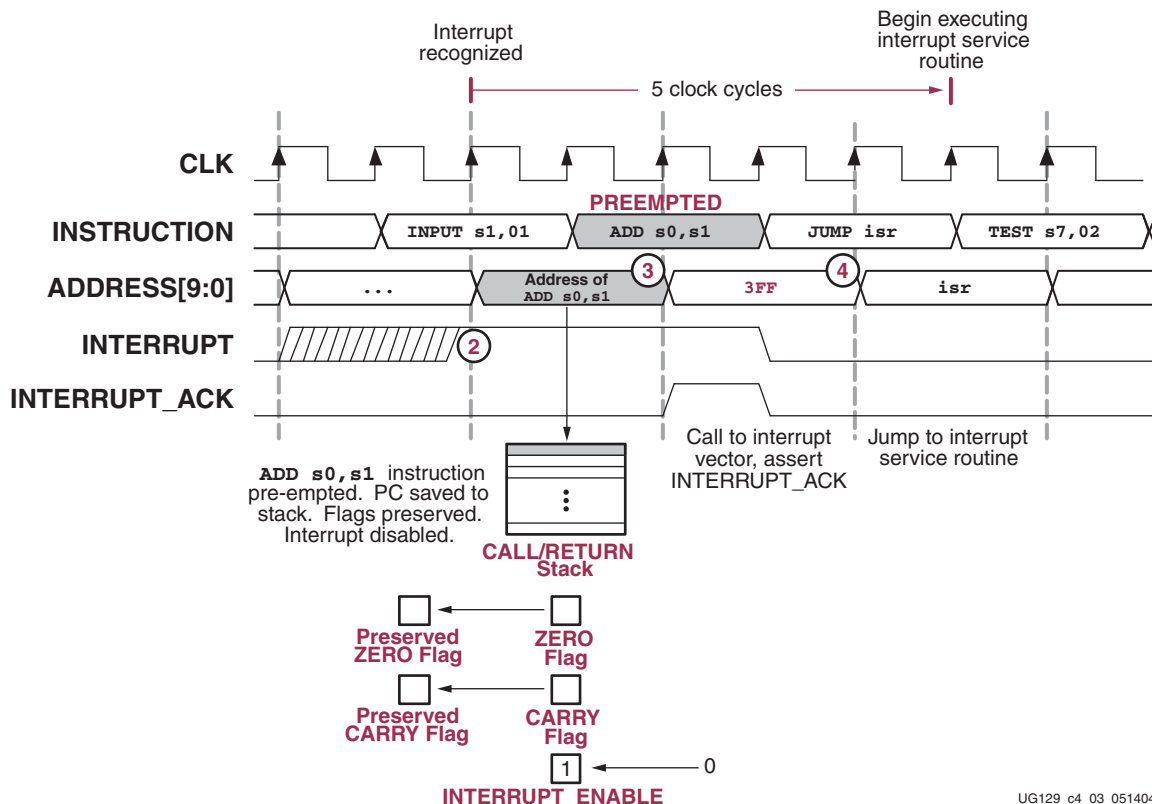 Interrupt
recognized
Begin executing
interrupt service
routine
5 clock cycles
CLK
PREEMPTED
INSTRUCTION
INPUT s1,01
ADD s0,s1
JUMP isr
TEST s7,02
ADDRESS[9:0]
...
Address of
ADD s0,s1
3
3FF
4
isr
INTERRUPT
2
INTERRUPT_ACK
ADD s0,s1 instruction
pre-empted. PC saved to
stack. Flags preserved.
Interrupt disabled.
Call to interrupt
vector, assert
INTERRUPT_ACK
Jump to interrupt
service routine
CALL/RETURN
Stack
Preserved
ZERO Flag
ZERO
Flag
Preserved
CARRY Flag
CARRY
Flag
1
0
INTERRUPT_ENABLE
UG129_c4_03_051404